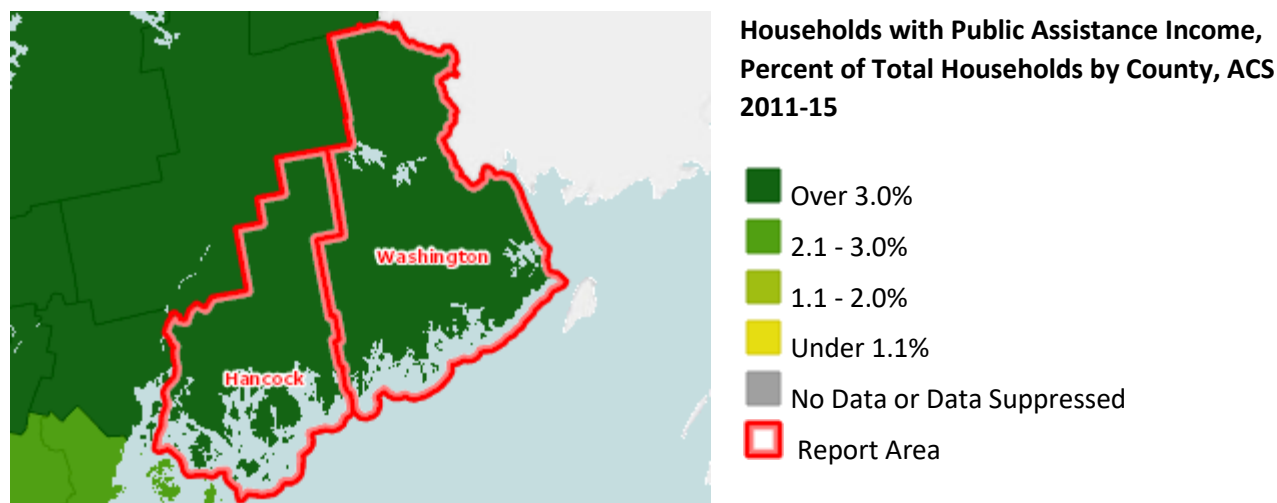 Households with Public Assistance Income,
Percent of Total Households by County, ACS
2011-15
Over 3.0%
2.1 - 3.0%
1.1 - 2.0%
Under 1.1%
No Data or Data Suppressed
Report Area
Washington
Hancock